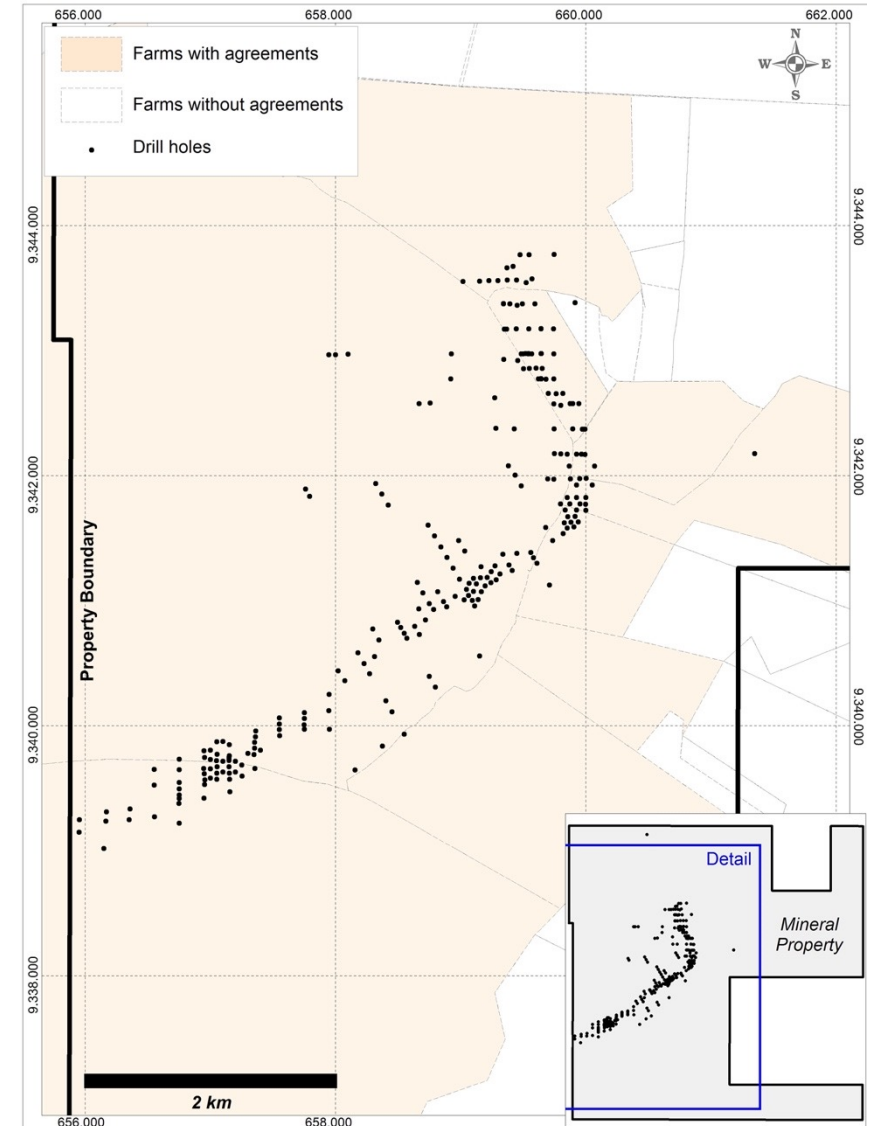 656.000
658.000
660.000
662.000
Farms with agreements
Farms without agreements
Drill holes
N
W
E
S
9.344.000
9.344.000
9.342.000
9.342.000
Property Boundary
9.340.000
9.340.000
9.338.000
Detail
Mineral
Property
2 km
656.000
658.000